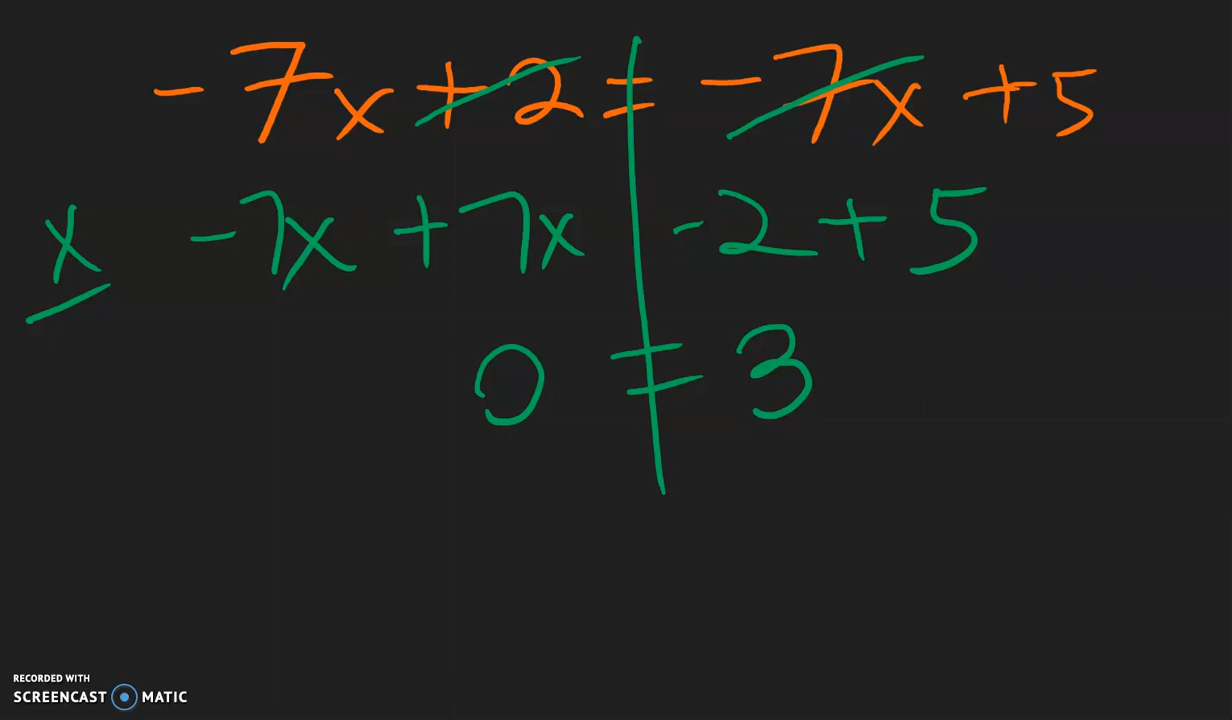 -7x+2=-7x+5
x -7x+7x -2+5
0=3
RECORDED WITH
SCREENCAST MATIC